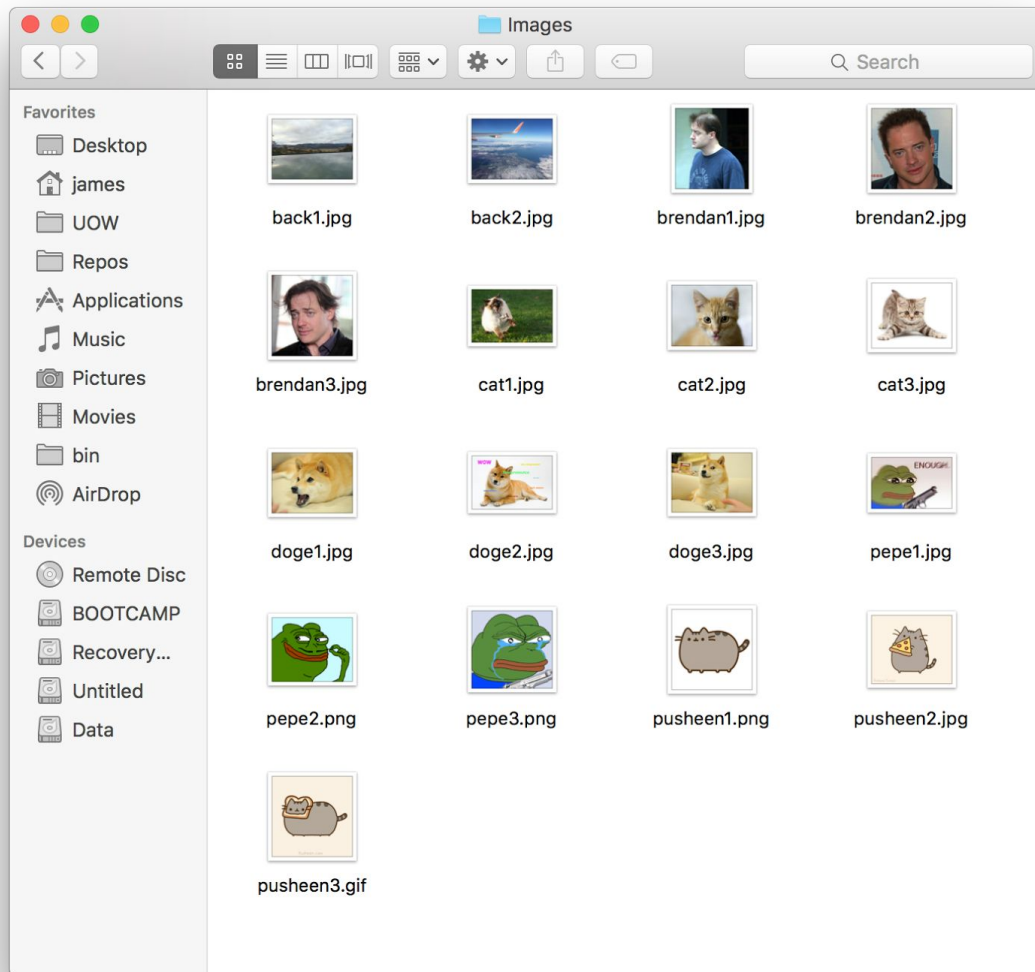 Images
Search
Favorites
Desktop
james
UOW
Repos
Applications
Music
Pictures
Movies
bin
AirDrop
Devices
Remote Disc
BOOTCAMP
Recovery...
Untitled
Data
back1.jpg
back2.jpg
brendan1.jpg
brendan2.jpg
brendan3.jpg
cat1.jpg
cat2.jpg
cat3.jpg
WOW
ENOUGH.
doge1.jpg
doge2.jpg
doge3.jpg
pepe1.jpg
pepe2.png
pepe3.png
pusheen1.png
pusheen2.jpg
pusheen3.gif